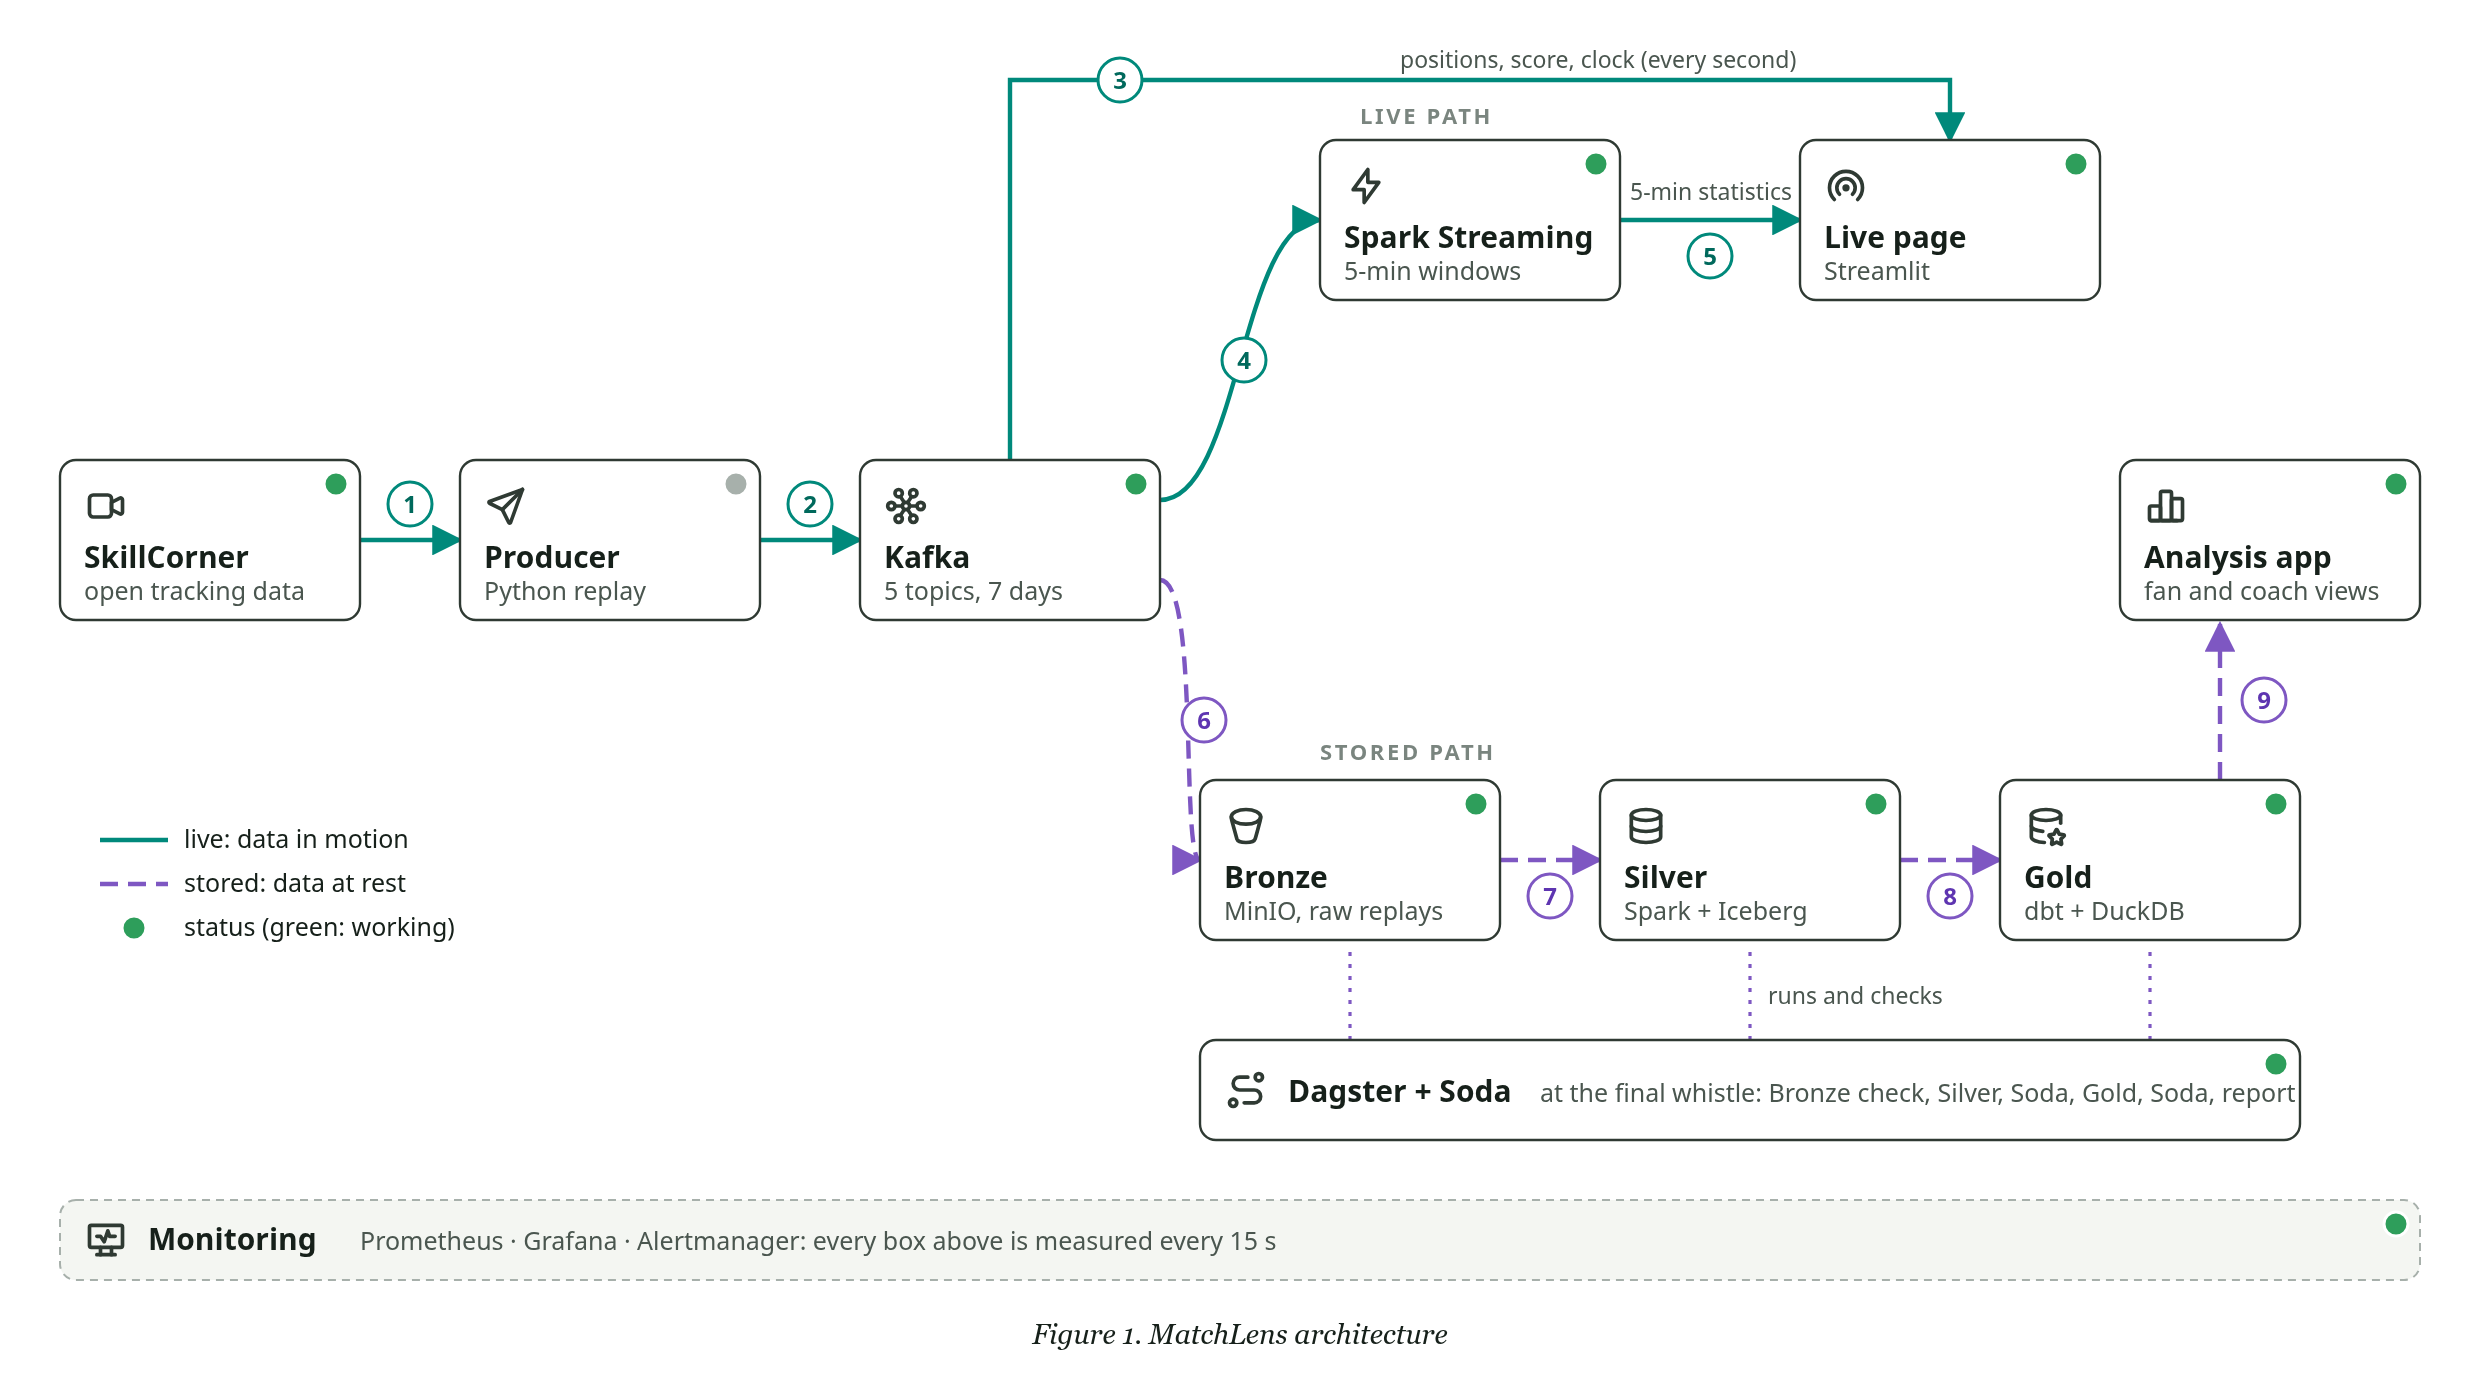 positions, score, clock (every second)
3
LIVE PATH
Spark Streaming
5-min windows
5-min statistics
5
Live page
Streamlit
4
SkillCorner
open tracking data
1
Producer
Python replay
2
Kafka
5 topics, 7 days
Analysis app
fan and coach views
6
9
STORED PATH
Bronze
MinIO, raw replays
7
Silver
Spark + Iceberg
8
Gold
dbt + DuckDB
live: data in motion
stored: data at rest
status (green: working)
runs and checks
Dagster + Soda at the final whistle: Bronze check, Silver, Soda, Gold, Soda, report
Monitoring Prometheus · Grafana · Alertmanager: every box above is measured every 15 s
Figure 1. MatchLens architecture